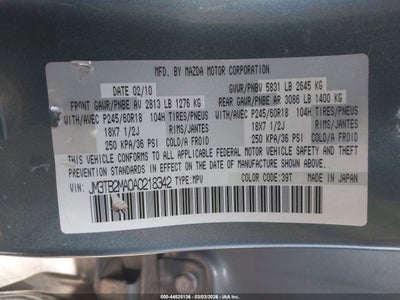 MFD. BY MAZDA MOTOR CORPORATION
DATE 02/10 GVWR/PNBV 5831 LB 2645 KG
FRONT GAWR/PNBE AV 2813 LB 1276 KG REAR GAWR/PNBE AR 3086 LB 1400 KG
WITH/AVEC P245/60R18 104H TIRES/PNEUS WITH/AVEC P245/60R18 104H TIRES/PNEUS
18X7 1/2J RIMS/JANTES 18X7 1/2J RIMS/JANTES
250 KPA/36 PSI COLD/A FROID 250 KPA/36 PSI COLD/A FROID
THIS VEHICLE CONFORMS TO ALL APPLICABLE U.S. FEDERAL MOTOR
VEHICLE SAFETY AND THEFT PREVENTION STANDARDS IN EFFECT ON THE
DATE OF MANUFACTURE SHOWN ABOVE.
VIN: JM3TB2MA0A0218342 TYPE:MPV COLOR CODE:39T MADE IN JAPAN
000-44529136 - 03/03/2026 - © IAA, LLC